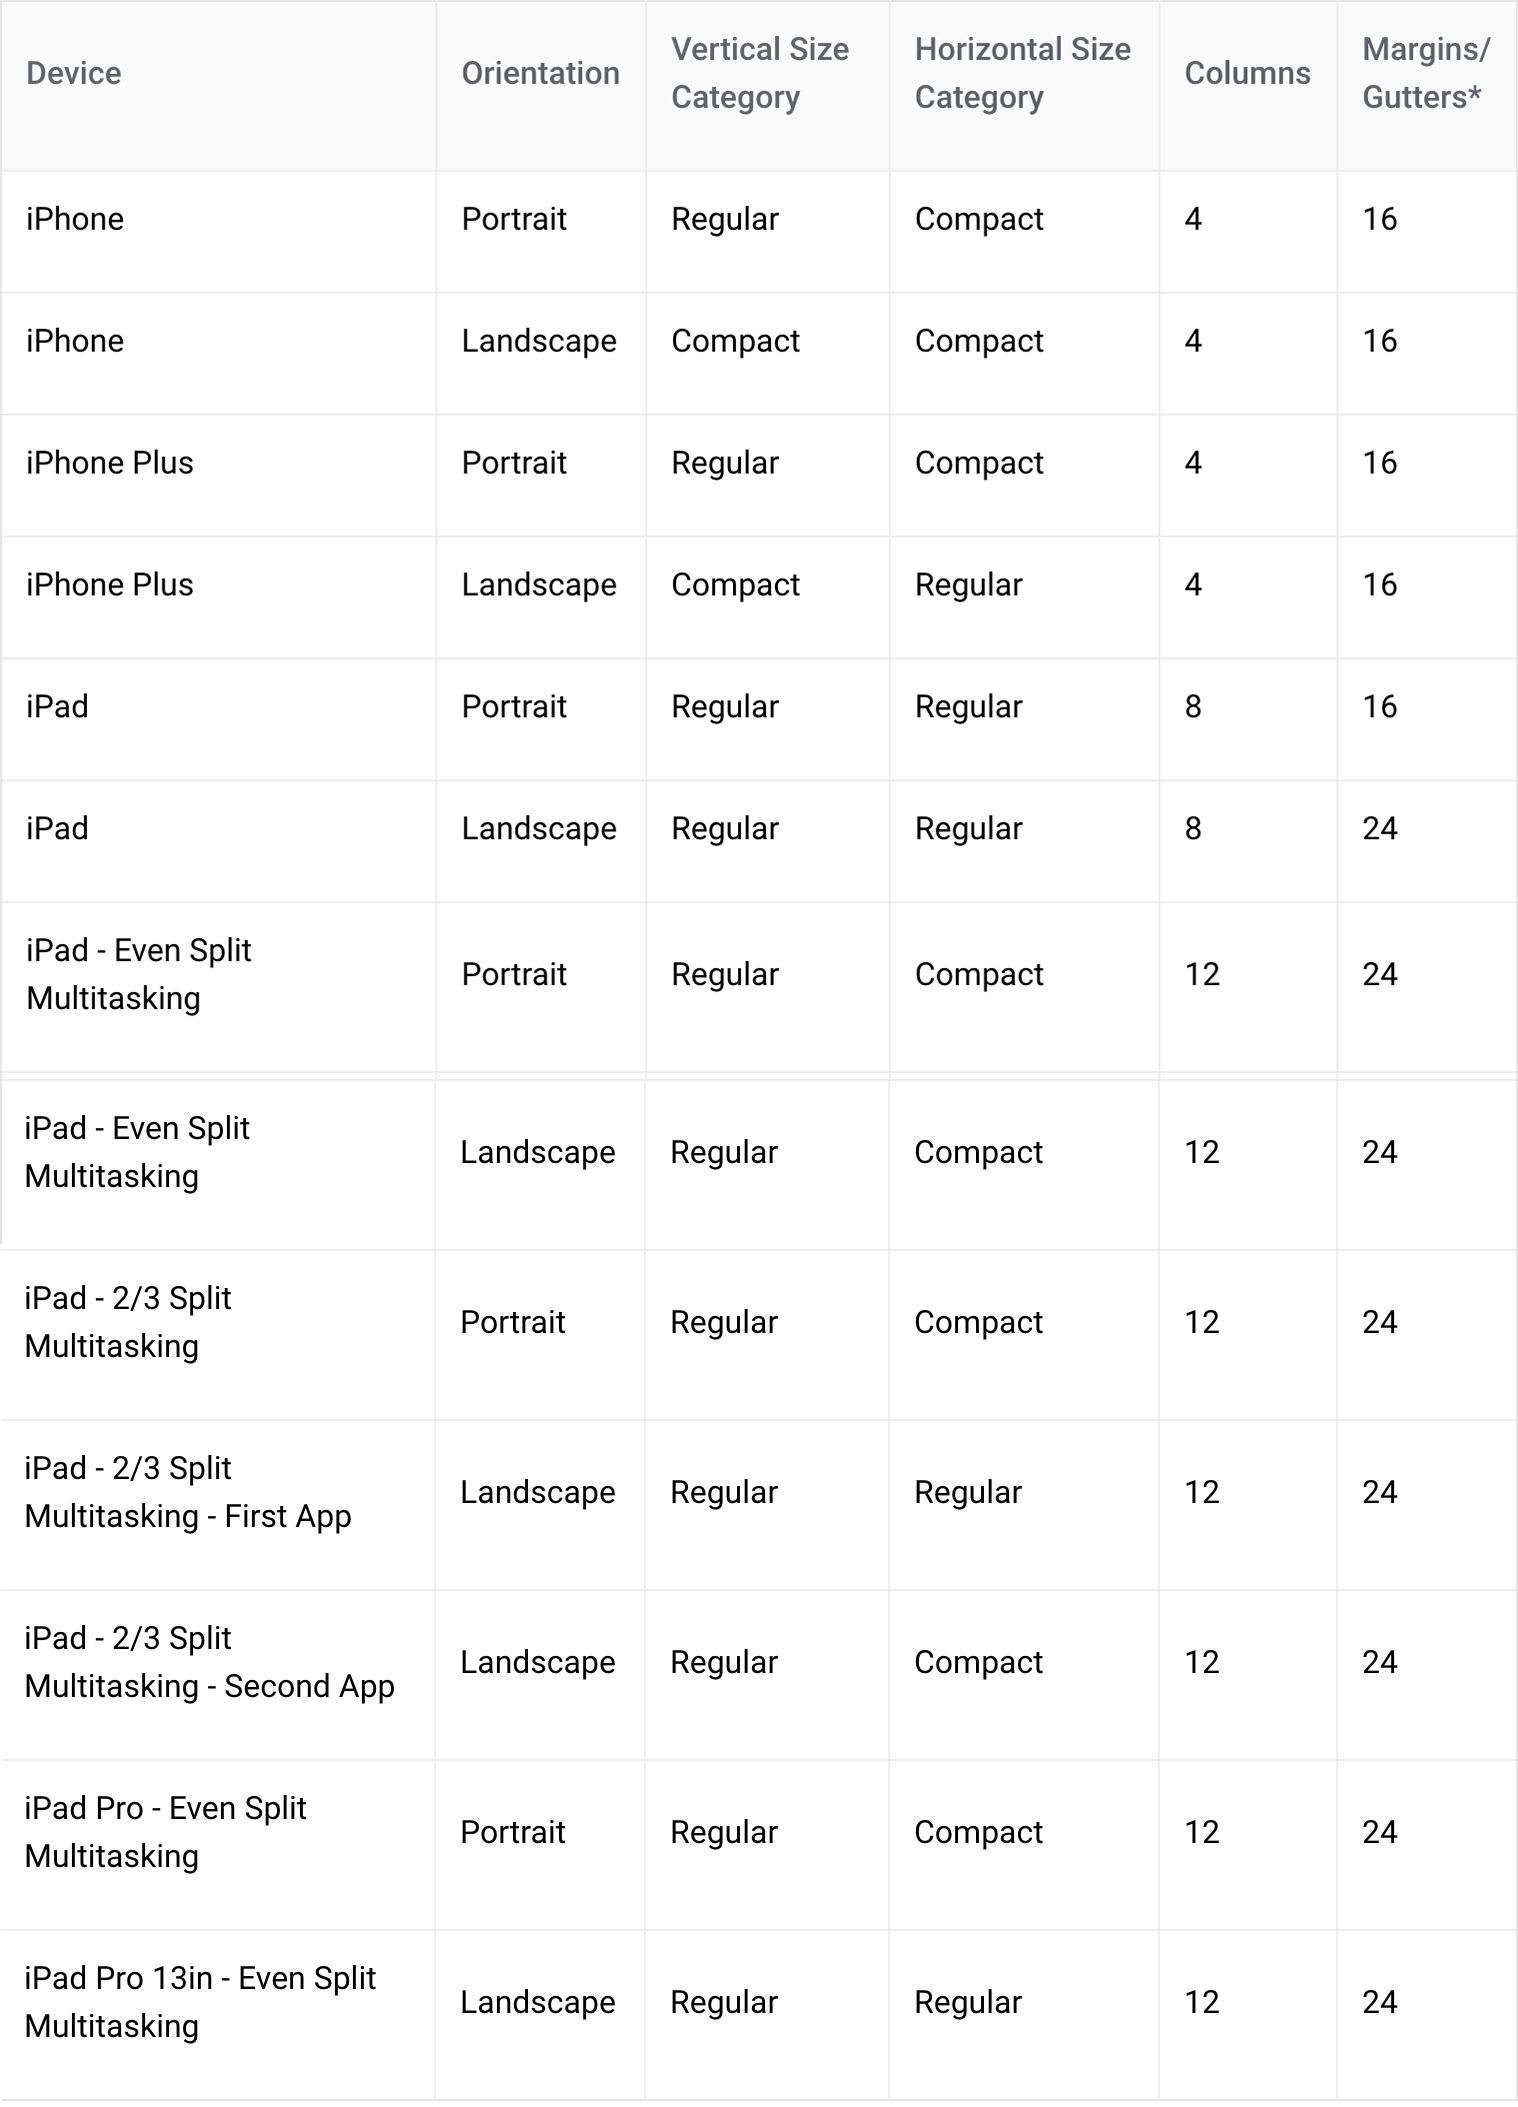 Device Orientation Vertical Size Category Horizontal Size Category Columns Margins/ Gutters*
iPhone Portrait Regular Compact 4 16
iPhone Landscape Compact Compact 4 16
iPhone Plus Portrait Regular Compact 4 16
iPhone Plus Landscape Compact Regular 4 16
iPad Portrait Regular Regular 8 16
iPad Landscape Regular Regular 8 24
iPad - Even Split Multitasking Portrait Regular Compact 12 24
iPad - Even Split Multitasking Landscape Regular Compact 12 24
iPad - 2/3 Split Multitasking Portrait Regular Compact 12 24
iPad - 2/3 Split Multitasking - First App Landscape Regular Regular 12 24
iPad - 2/3 Split Multitasking - Second App Landscape Regular Compact 12 24
iPad Pro - Even Split Multitasking Portrait Regular Compact 12 24
iPad Pro 13in - Even Split Multitasking Landscape Regular Regular 12 24